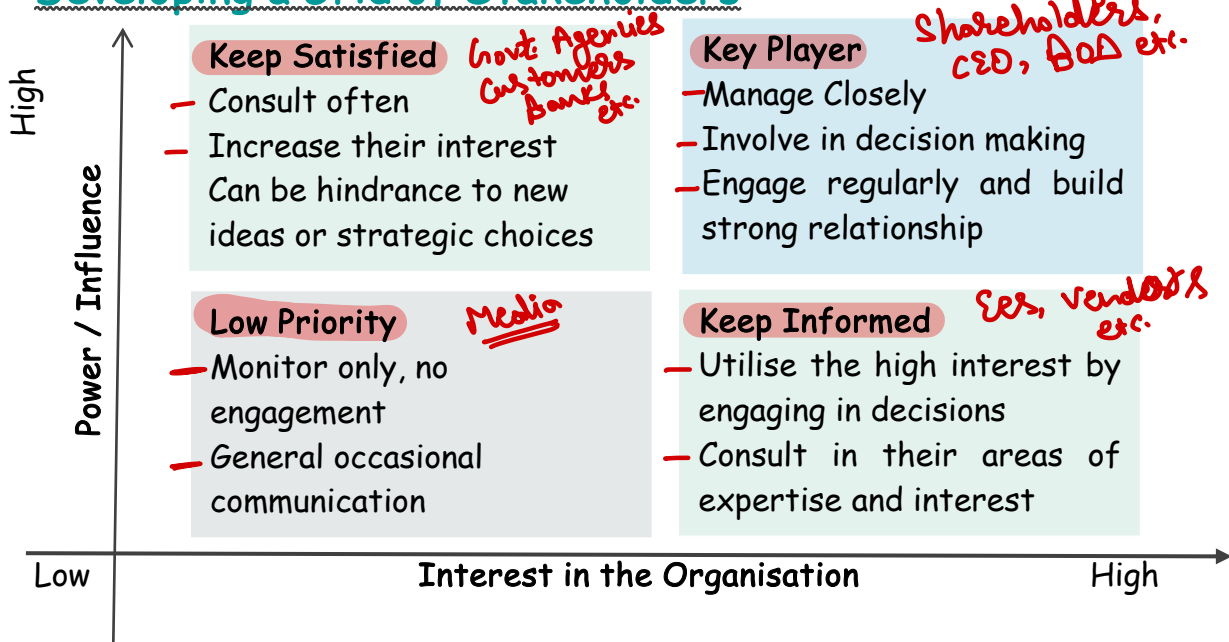 Developing a Grid of Stakeholders
High
Power / Influence
Keep Satisfied
Govt. Agencies
Customers
Banks
etc.
Consult often
Increase their interest
Can be hindrance to new
ideas or strategic choices
Key Player
Shareholders,
CEO, BOD etc.
Manage Closely
Involve in decision making
Engage regularly and build
strong relationship
Low Priority
Media
Monitor only, no
engagement
General occasional
communication
Keep Informed
Ees, vendors
etc.
Utilise the high interest by
engaging in decisions
Consult in their areas of
expertise and interest
Low
Interest in the Organisation
High